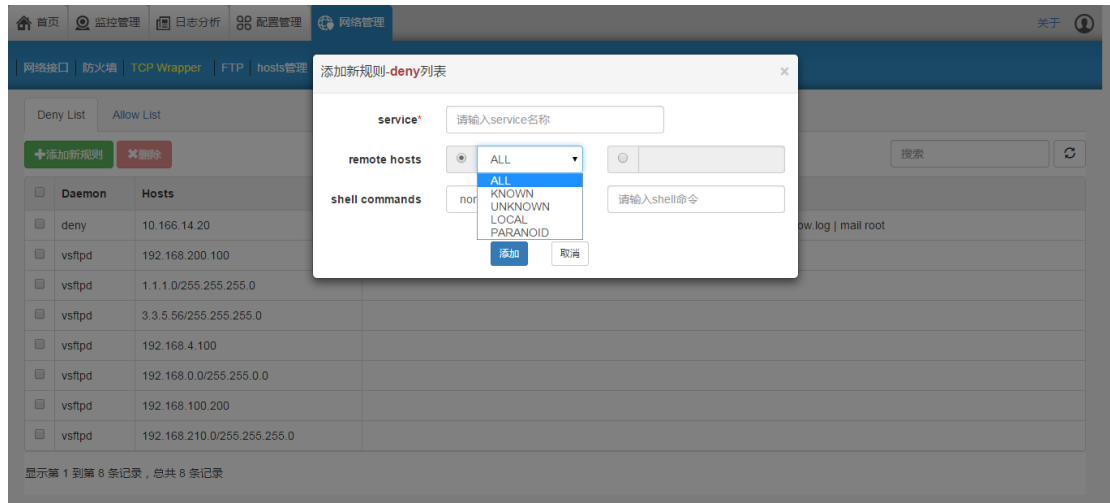 首页 监控管理 日志分析 配置管理 网络管理 关于
网络接口 防火墙 TCP Wrapper FTP hosts管理
添加新规则-deny列表 ×
Deny List Allow List
service* 请输入service名称
添加新规则 删除 搜索
remote hosts ALL
ALL
KNOWN
UNKNOWN
LOCAL
PARANOID
Daemon Hosts
shell commands 请输入shell命令
deny 10.166.14.20 ow.log | mail root
添加 取消
vsftpd 192.168.200.100
vsftpd 1.1.1.0/255.255.255.0
vsftpd 3.3.5.56/255.255.255.0
vsftpd 192.168.4.100
vsftpd 192.168.0.0/255.255.0.0
vsftpd 192.168.100.200
vsftpd 192.168.210.0/255.255.255.0
显示第 1 到第 8 条记录，总共 8 条记录